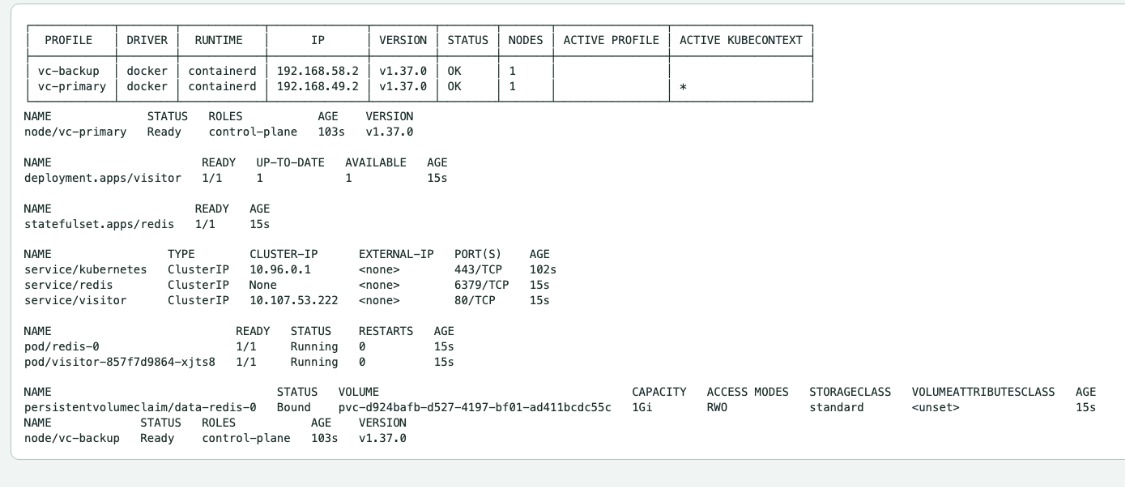 PROFILE DRIVER RUNTIME IP VERSION STATUS NODES ACTIVE PROFILE ACTIVE KUBECONTEXT
vc-backup docker containerd 192.168.58.2 v1.37.0 OK 1
vc-primary docker containerd 192.168.49.2 v1.37.0 OK 1 *
NAME STATUS ROLES AGE VERSION
node/vc-primary Ready control-plane 103s v1.37.0
NAME READY UP-TO-DATE AVAILABLE AGE
deployment.apps/visitor 1/1 1 1 15s
NAME READY AGE
statefulset.apps/redis 1/1 15s
NAME TYPE CLUSTER-IP EXTERNAL-IP PORT(S) AGE
service/kubernetes ClusterIP 10.96.0.1 <none> 443/TCP 102s
service/redis ClusterIP None <none> 6379/TCP 15s
service/visitor ClusterIP 10.107.53.222 <none> 80/TCP 15s
NAME READY STATUS RESTARTS AGE
pod/redis-0 1/1 Running 0 15s
pod/visitor-857f7d9864-xjts8 1/1 Running 0 15s
NAME STATUS VOLUME CAPACITY ACCESS MODES STORAGECLASS VOLUMEATTRIBUTESCLASS AGE
persistentvolumeclaim/data-redis-0 Bound pvc-d924bafb-d527-4197-bf01-ad411bcdc55c 1Gi RWO standard <unset> 15s
NAME STATUS ROLES AGE VERSION
node/vc-backup Ready control-plane 103s v1.37.0